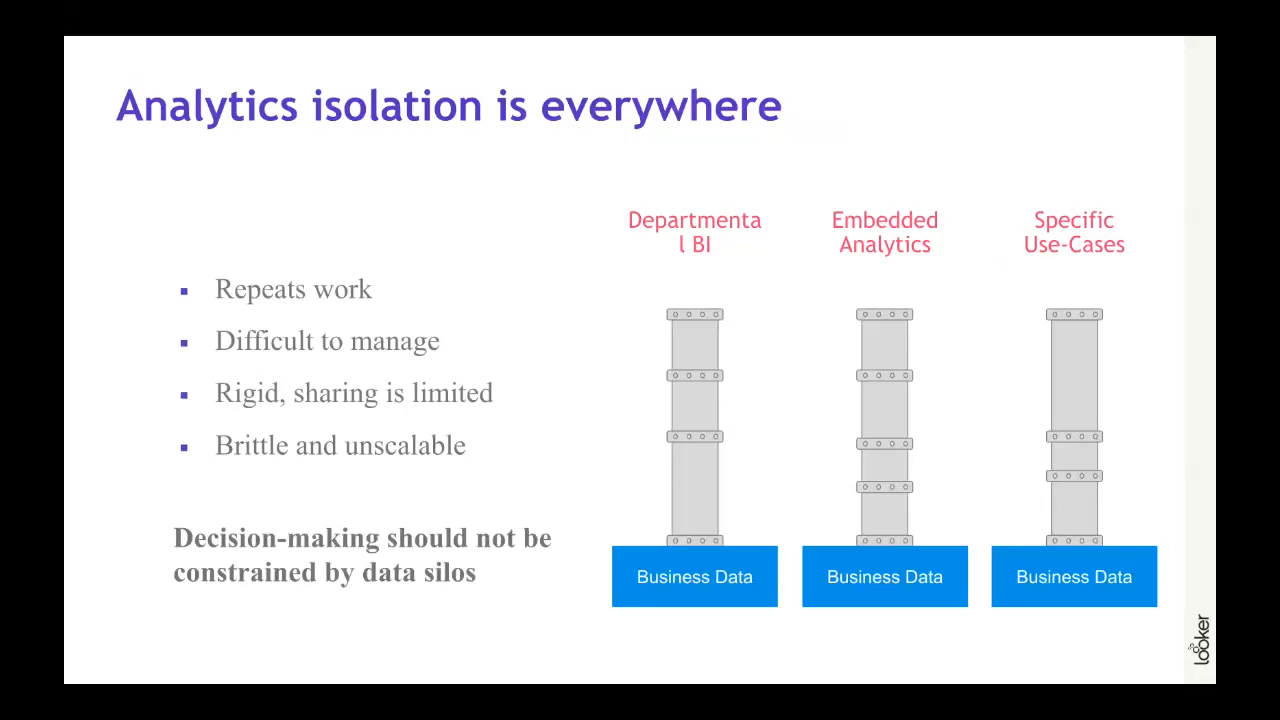 Analytics isolation is everywhere
Repeats work
Difficult to manage
Rigid, sharing is limited
Brittle and unscalable
Decision-making should not be
constrained by data silos
Departmenta
l BI
Embedded
Analytics
Specific
Use-Cases
Business Data
Business Data
Business Data
looker